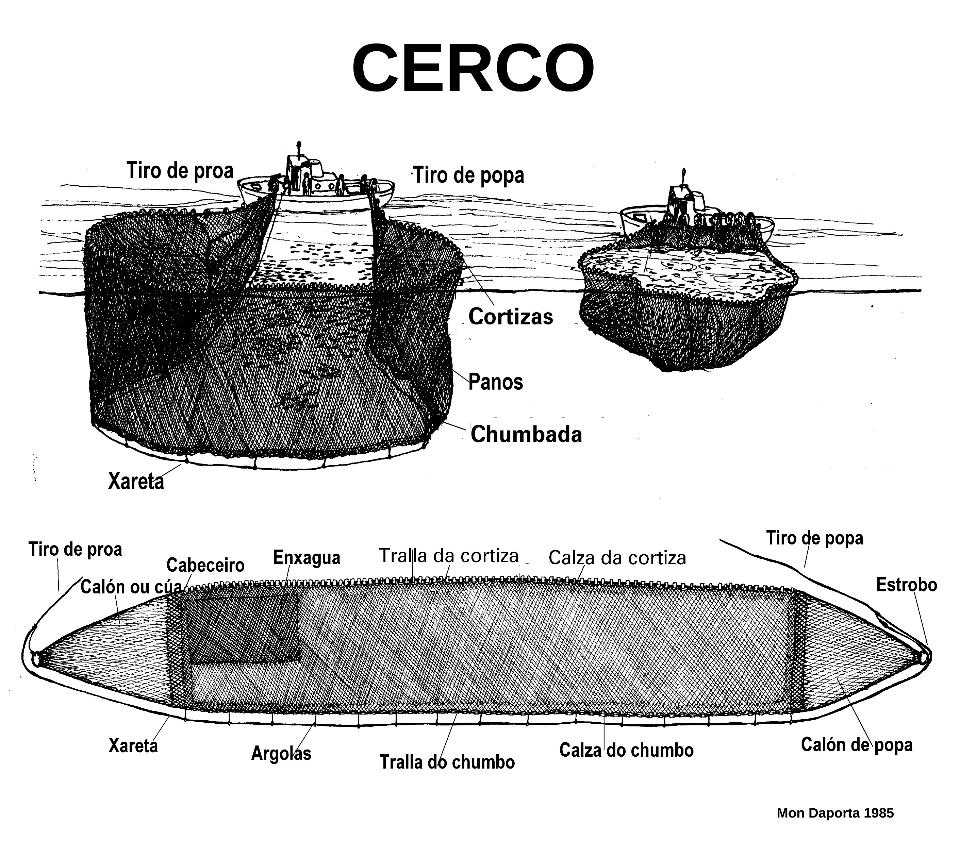 CERCO
Tiro de proa
Tiro de popa
Cortizas
Panos
Chumbada
Xareta
Tiro de popa
Tiro de proa
Cabeceiro
Enxagua
Tralla da cortiza
Calza da cortiza
Calón ou cúa
Estrobo
Xareta
Argolas
Tralla do chumbo
Calza do chumbo
Calón de popa
Mon Daporta 1985